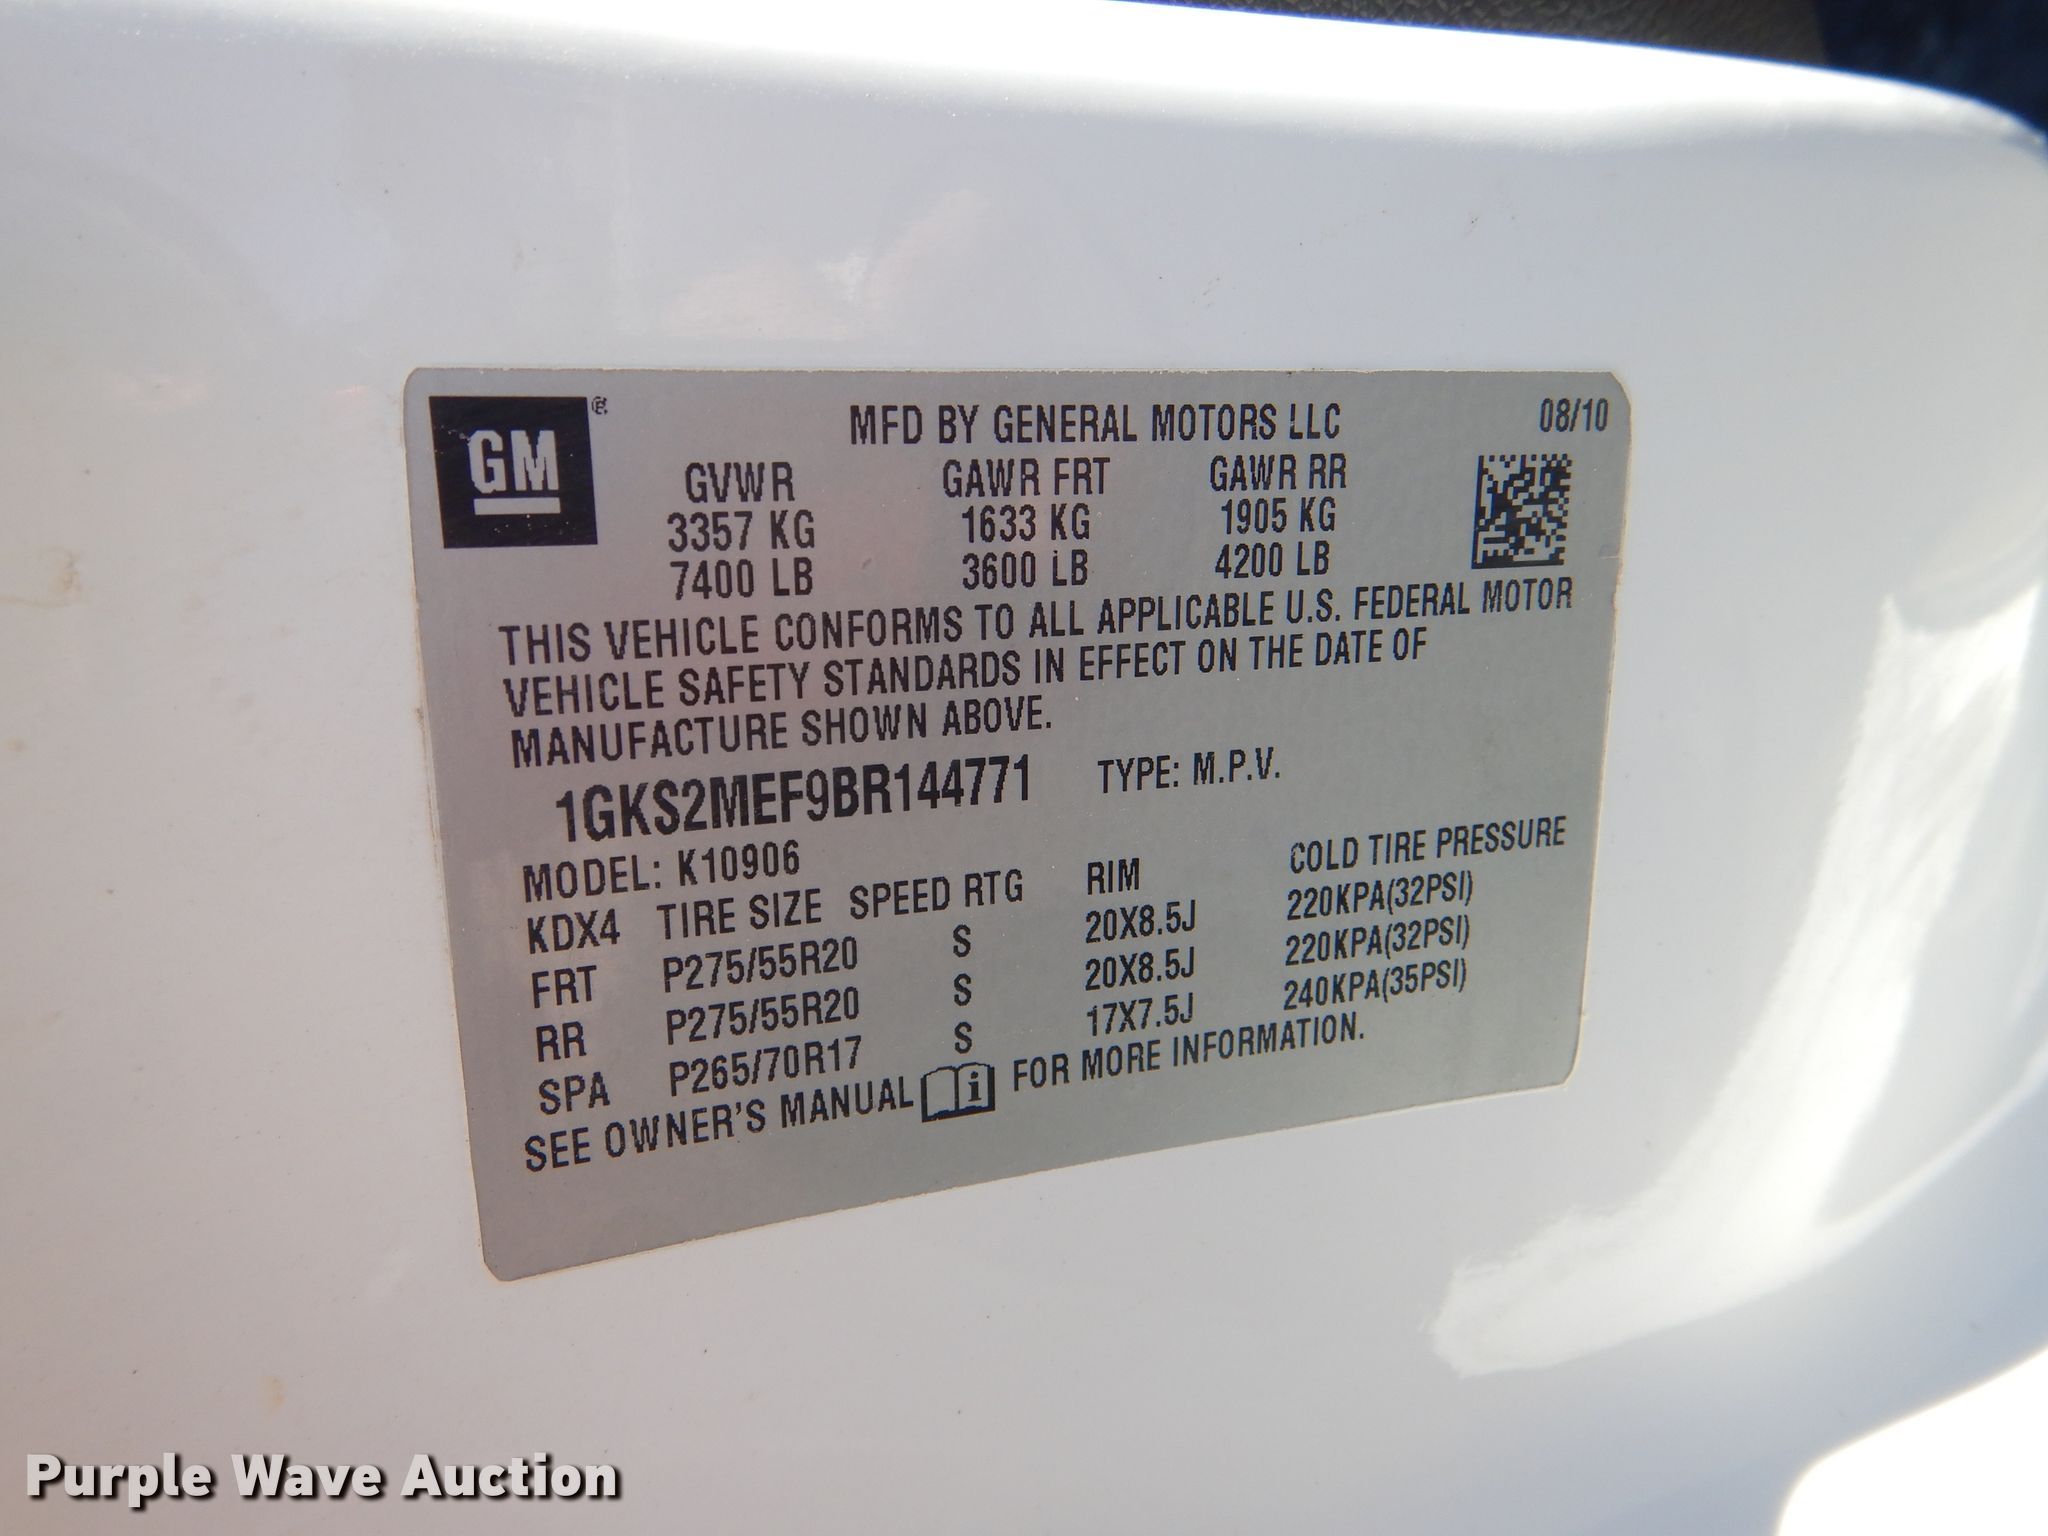 GM®
MFD BY GENERAL MOTORS LLC 08/10
GVWR GAWR FRT GAWR RR
3357 KG 1633 KG 1905 KG
7400 LB 3600 LB 4200 LB
THIS VEHICLE CONFORMS TO ALL APPLICABLE U.S. FEDERAL MOTOR
VEHICLE SAFETY STANDARDS IN EFFECT ON THE DATE OF
MANUFACTURE SHOWN ABOVE.
1GKS2MEF9BR144771 TYPE: M.P.V.
MODEL: K10906
KDX4 TIRE SIZE SPEED RTG RIM COLD TIRE PRESSURE
FRT P275/55R20 S 20X8.5J 220KPA(32PSI)
RR P275/55R20 S 20X8.5J 220KPA(32PSI)
SPA P265/70R17 S 17X7.5J 240KPA(35PSI)
SEE OWNER'S MANUAL i FOR MORE INFORMATION.
Purple Wave Auction